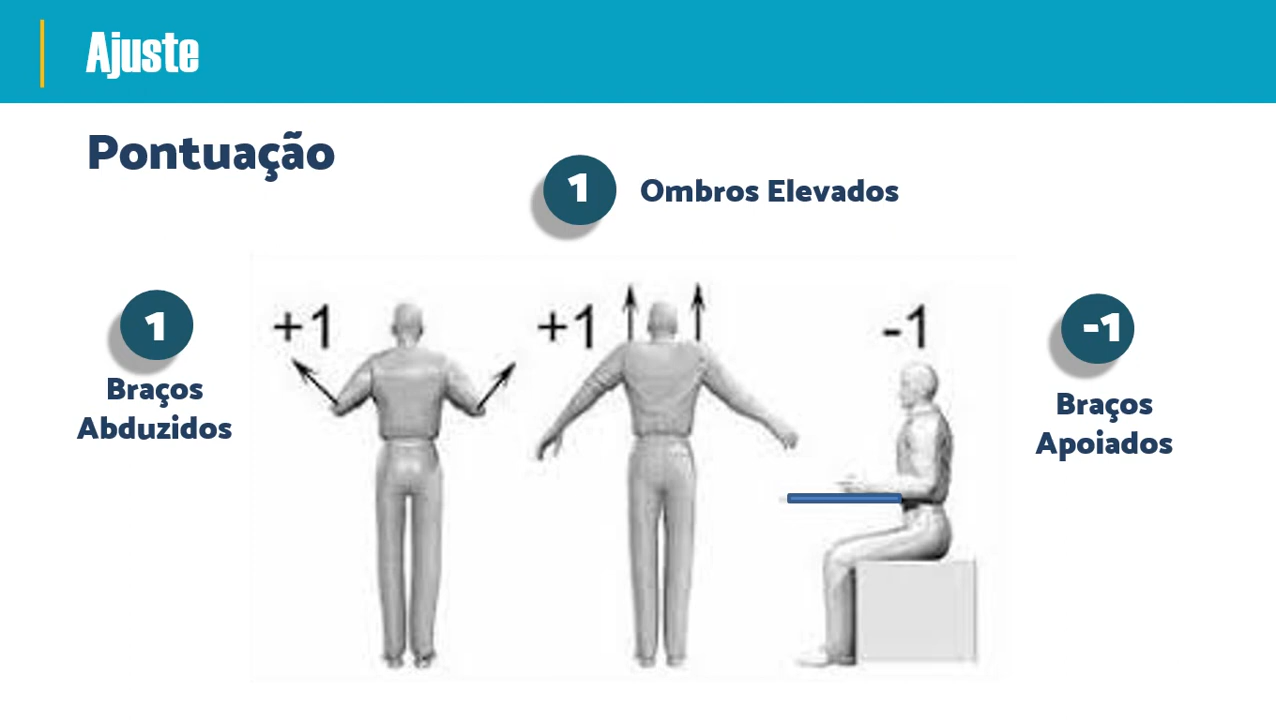 Ajuste
Pontuação
1
Ombros Elevados
1
Braços
Abduzidos
+1
+1
-1
-1
Braços
Apoiados